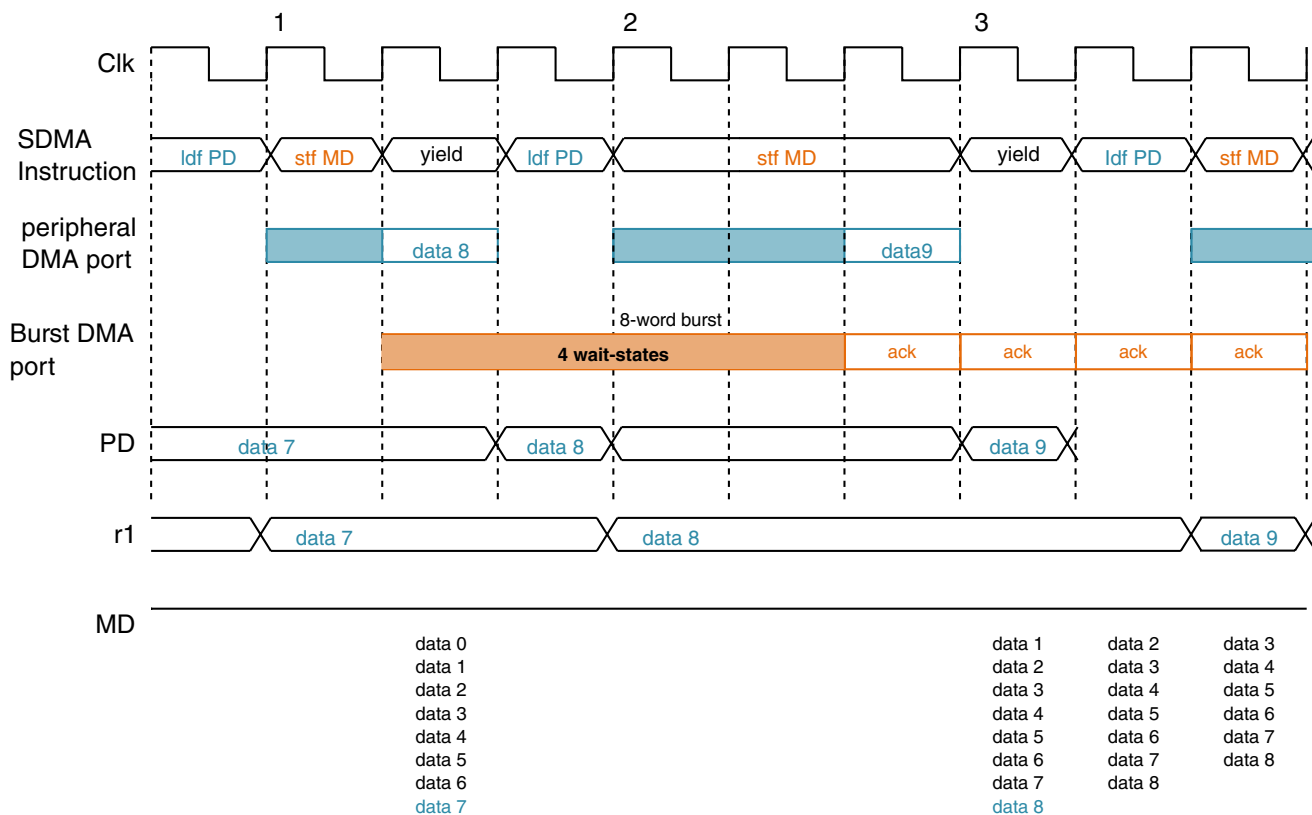 1 2 3
Clk
SDMA
Instruction
ldf PD stf MD yield ldf PD stf MD yield ldf PD stf MD
peripheral
DMA port
data 8 data9
8-word burst
Burst DMA
port
4 wait-states ack ack ack ack
PD
data 7 data 8 data 9
r1
data 7 data 8 data 9
MD
data 0 data 1 data 2 data 3
data 1 data 2 data 3 data 4
data 2 data 3 data 4 data 5
data 3 data 4 data 5 data 6
data 4 data 5 data 6 data 7
data 5 data 6 data 7 data 8
data 6 data 7 data 8
data 7 data 8